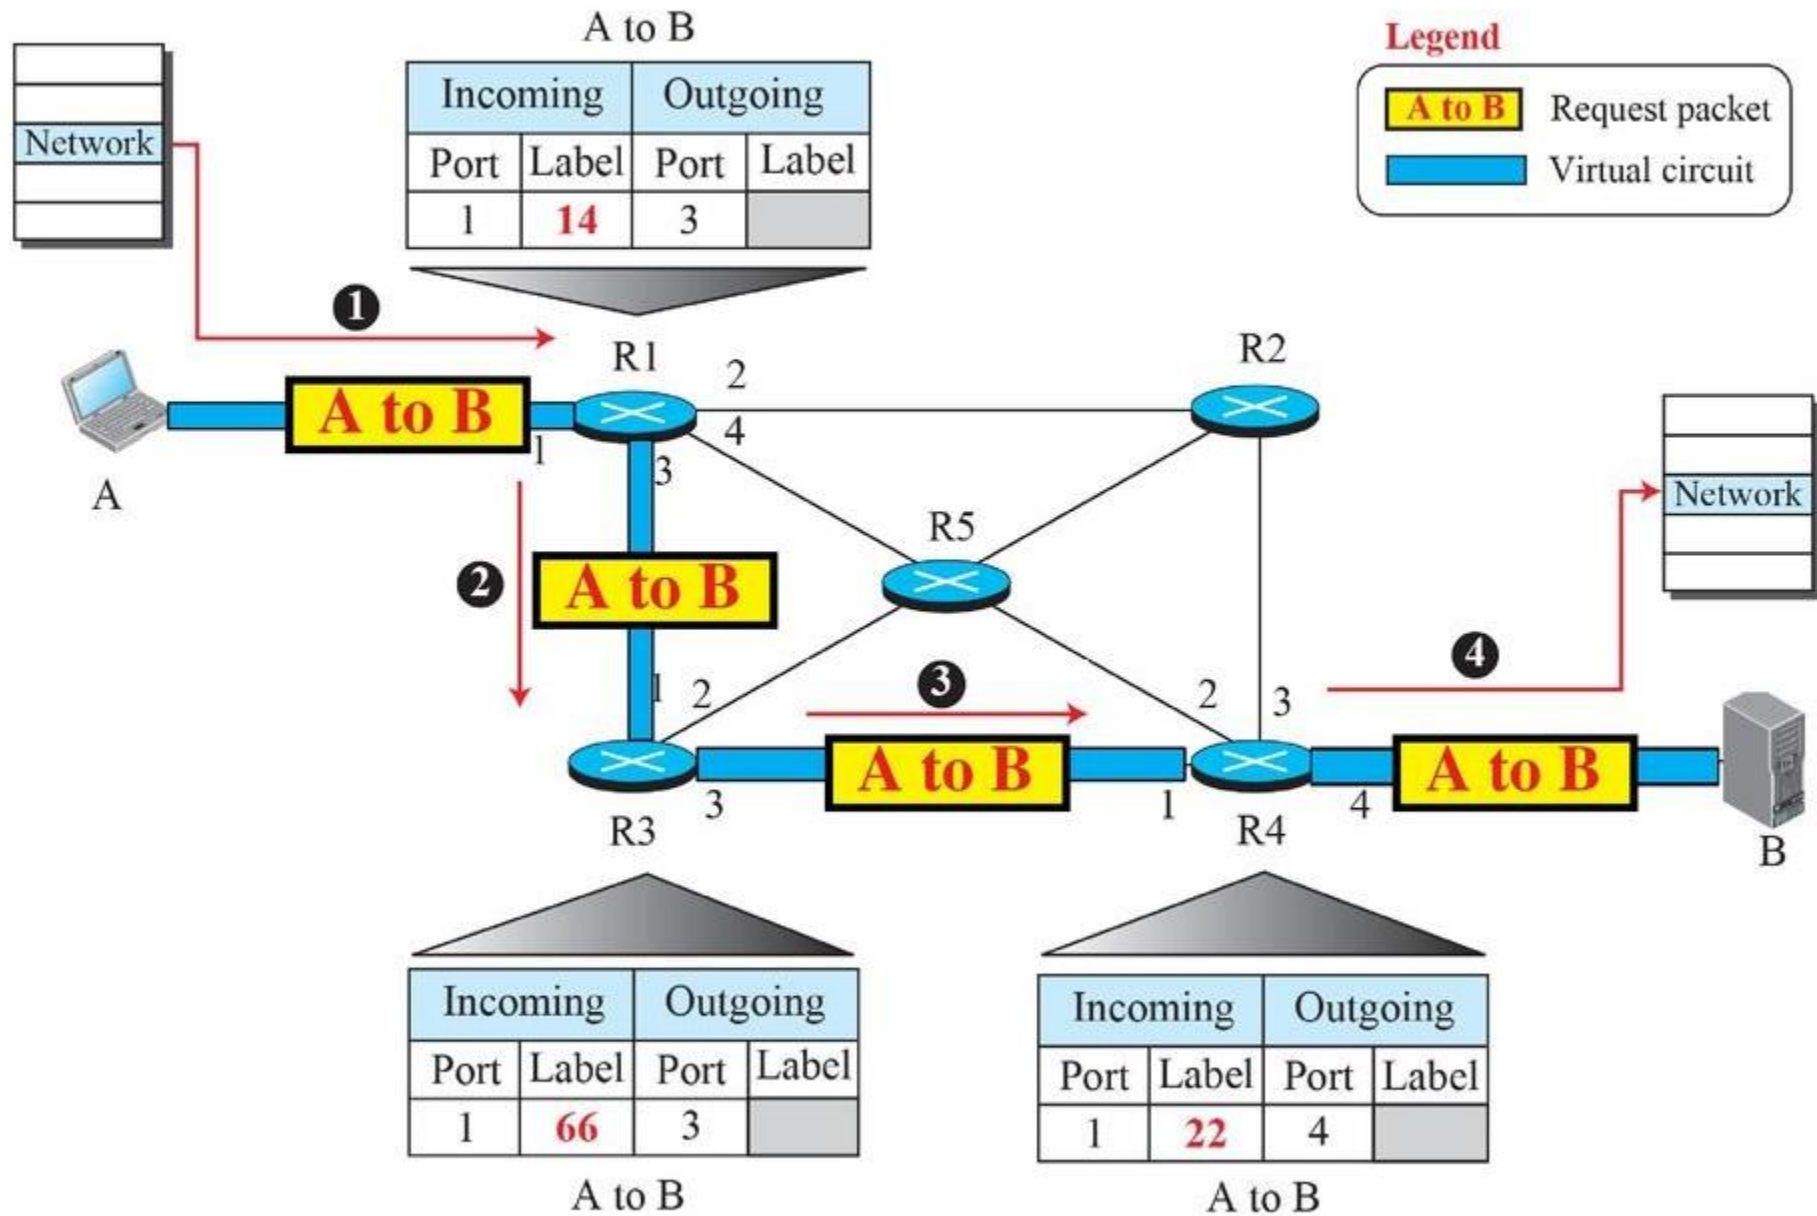 A to B
Legend
Incoming Outgoing
Port Label Port Label
1 14 3
A to B Request packet
Virtual circuit
Network
1
R1
R2
2
4
A to B
1
3
A
R5
Network
2
A to B
4
3
1 2
2 3
A to B
A to B
3
1
4
R3
R4
B
Incoming Outgoing
Port Label Port Label
1 66 3
A to B
Incoming Outgoing
Port Label Port Label
1 22 4
A to B